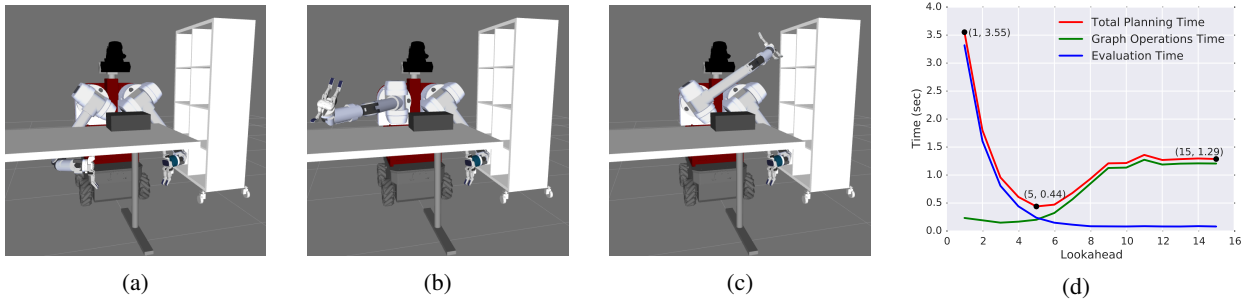 4.0
3.5
3.0
2.5
2.0
1.5
1.0
0.5
0.0
Time (sec)
Total Planning Time
Graph Operations Time
Evaluation Time
(1, 3.55)
(5, 0.44)
(15, 1.29)
0 2 4 6 8 10 12 14 16
Lookahead
(a) (b) (c) (d)